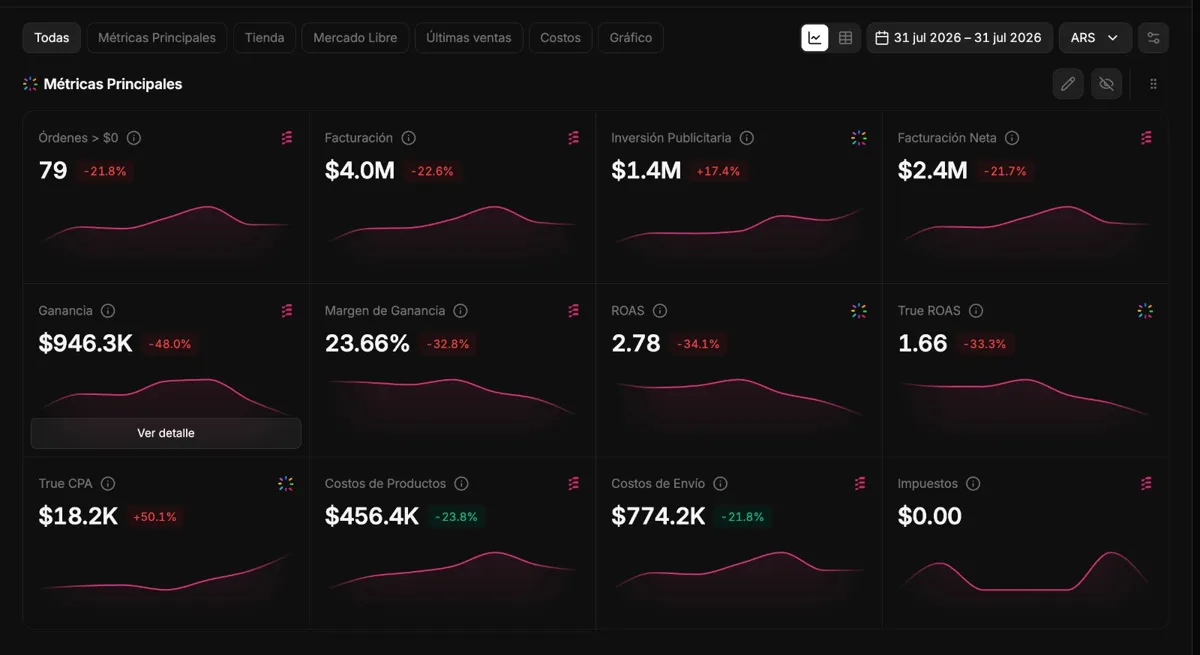 Todas
Métricas Principales
Tienda
Mercado Libre
Últimas ventas
Costos
Gráfico
31 jul 2026 – 31 jul 2026
ARS
Métricas Principales
Órdenes > $0
79 -21.8%
Facturación
$4.0M -22.6%
Inversión Publicitaria
$1.4M +17.4%
Facturación Neta
$2.4M -21.7%
Ganancia
$946.3K -48.0%
Ver detalle
Margen de Ganancia
23.66% -32.8%
ROAS
2.78 -34.1%
True ROAS
1.66 -33.3%
True CPA
$18.2K +50.1%
Costos de Productos
$456.4K -23.8%
Costos de Envío
$774.2K -21.8%
Impuestos
$0.00